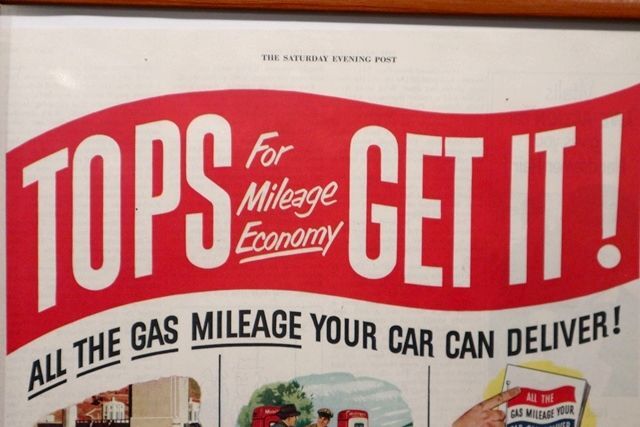 THE SATURDAY EVENING POST
TOPS For Mileage Economy GET IT!
ALL THE GAS MILEAGE YOUR CAR CAN DELIVER!
ALL THE
GAS MILEAGE YOUR